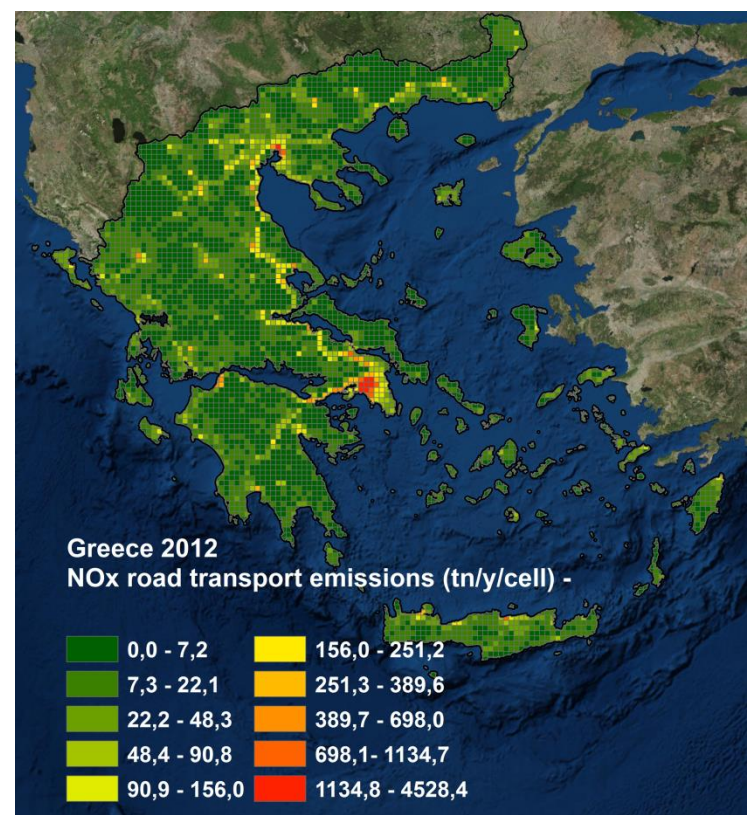 Greece 2012
NOx road transport emissions (tn/y/cell) -
0,0 - 7,2
7,3 - 22,1
22,2 - 48,3
48,4 - 90,8
90,9 - 156,0
156,0 - 251,2
251,3 - 389,6
389,7 - 698,0
698,1- 1134,7
1134,8 - 4528,4